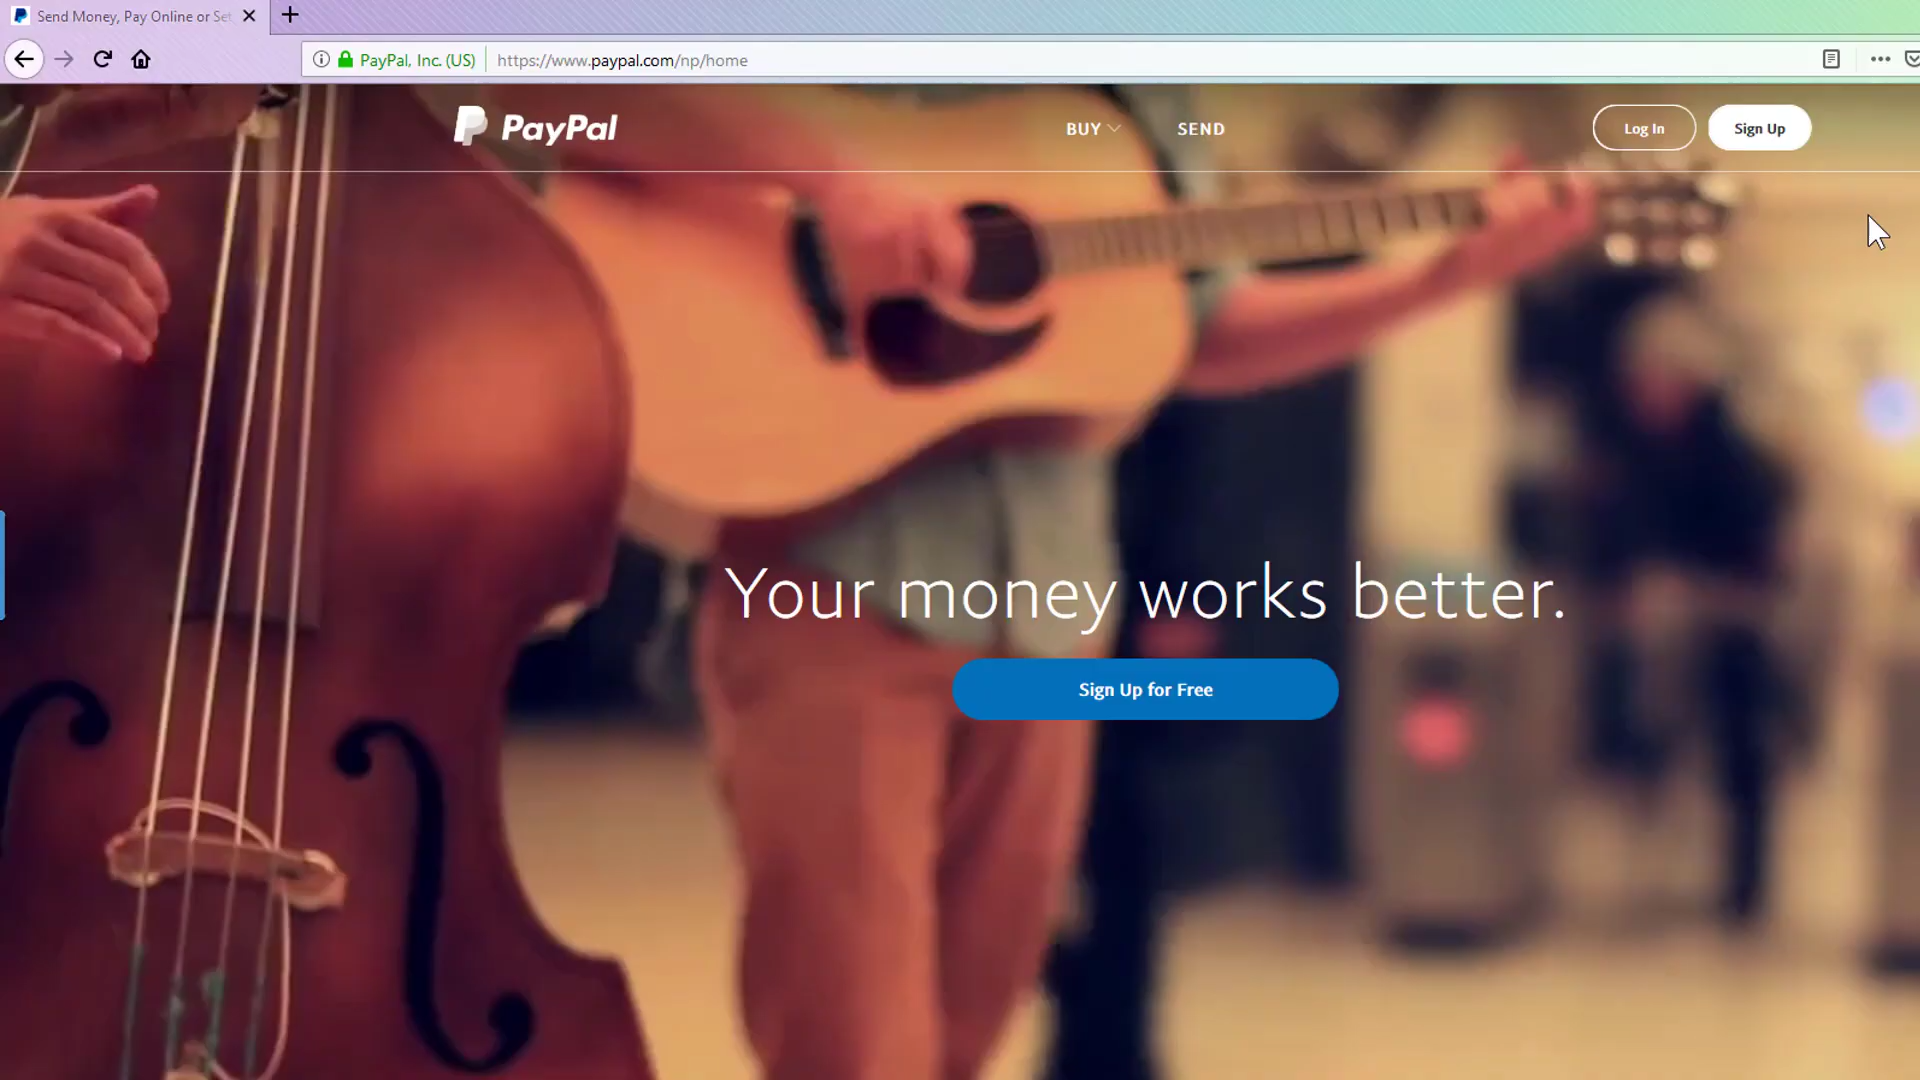 Send Money, Pay Online or Set
PayPal, Inc. (US)
https://www.paypal.com/np/home
PayPal
BUY
SEND
Log In
Sign Up
Your money works better.
Sign Up for Free